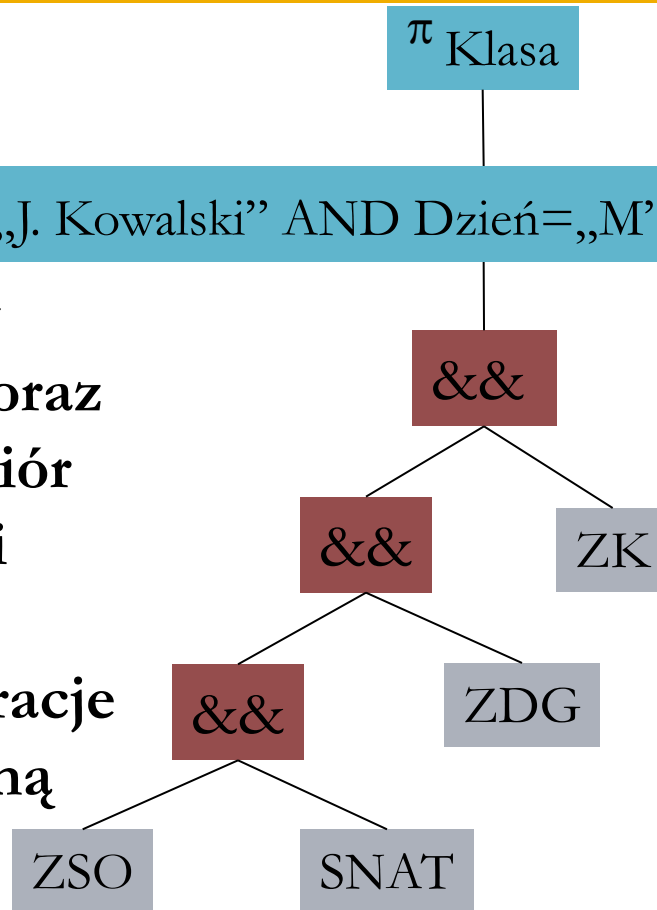 π Klasa
„J. Kowalski” AND Dzień=„M”
&&
oraz
iór
&&
ZK
i
racje
&&
ZDG
ną
ZSO
SNAT